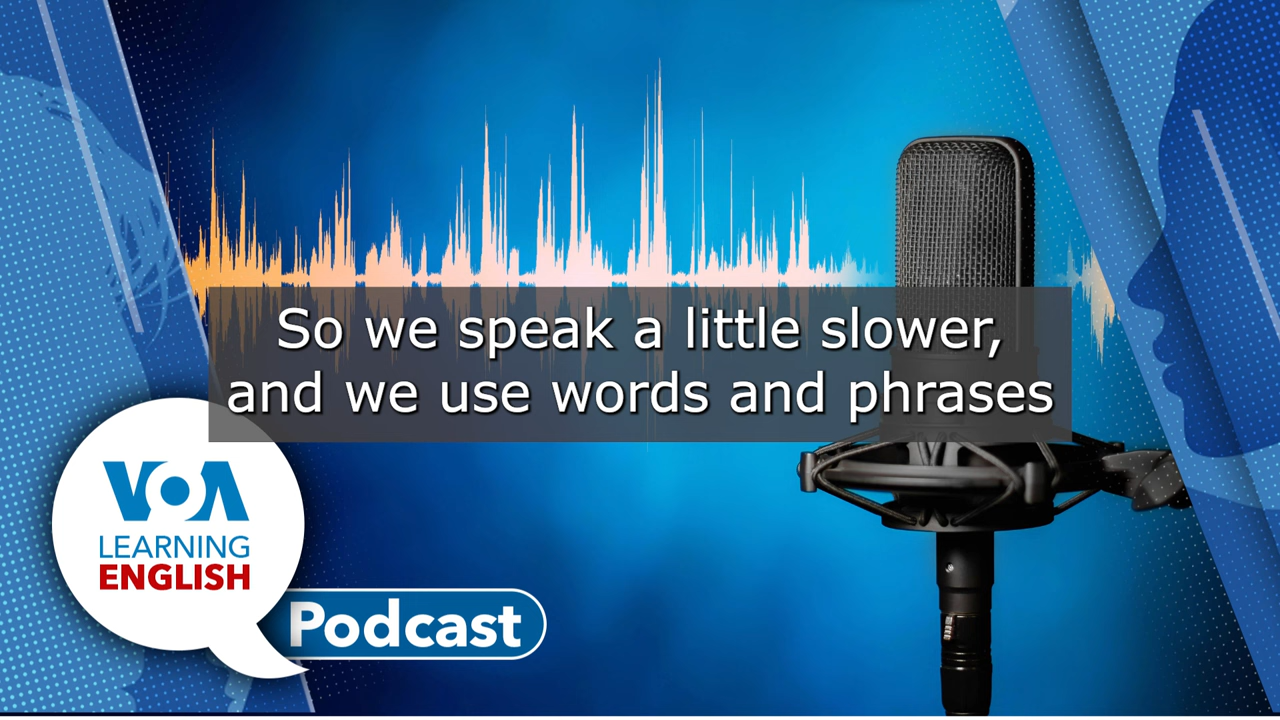 So we speak a little slower,
and we use words and phrases
VOA
LEARNING
ENGLISH
Podcast